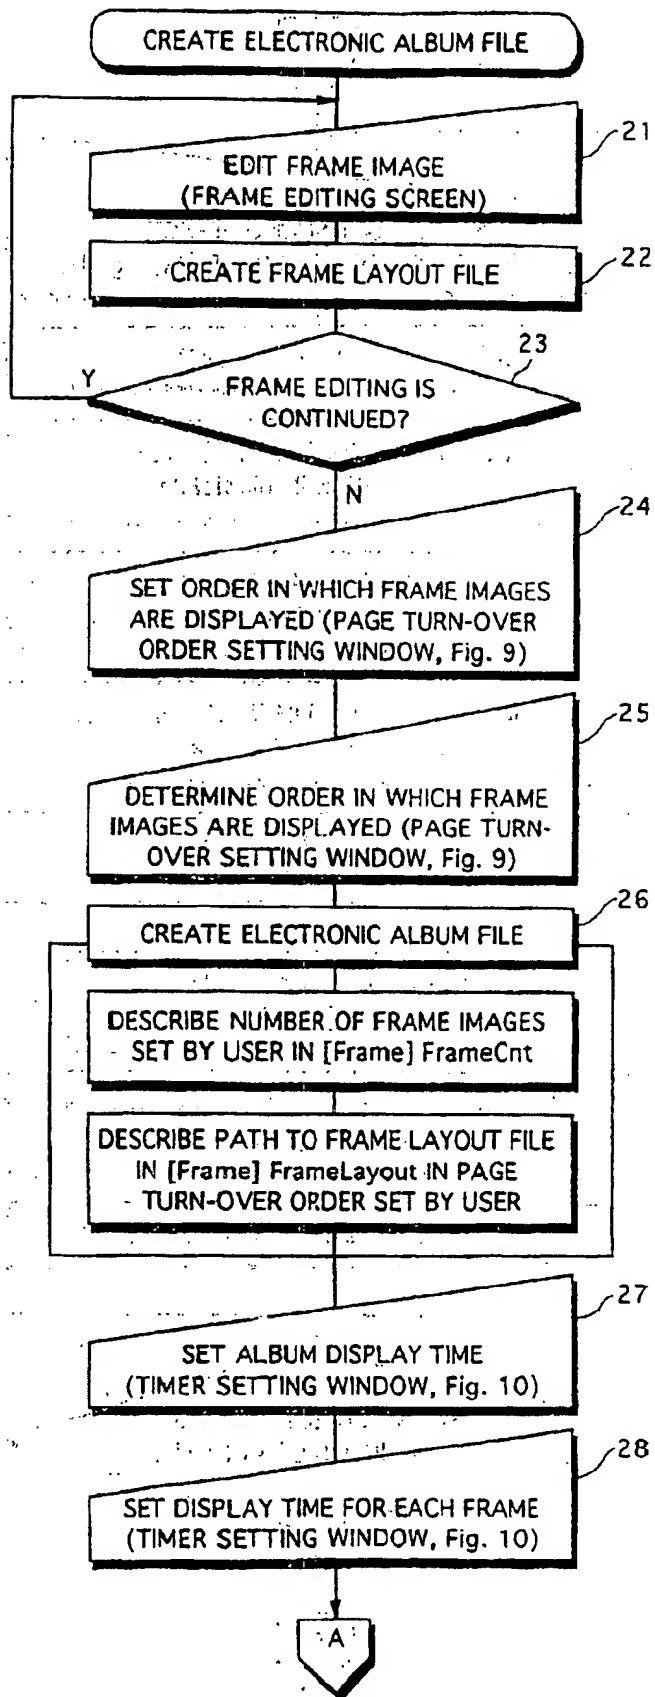 CREATE ELECTRONIC ALBUM FILE
21
EDIT FRAME IMAGE
(FRAME EDITING SCREEN)
22
CREATE FRAME LAYOUT FILE
23
Y
FRAME EDITING IS
CONTINUED?
N
24
SET ORDER IN WHICH FRAME IMAGES
ARE DISPLAYED (PAGE TURN-OVER
ORDER SETTING WINDOW, Fig. 9)
25
DETERMINE ORDER IN WHICH FRAME
IMAGES ARE DISPLAYED (PAGE TURN-
OVER SETTING WINDOW, Fig. 9)
26
CREATE ELECTRONIC ALBUM FILE
DESCRIBE NUMBER OF FRAME IMAGES
SET BY USER IN [Frame] FrameCnt
DESCRIBE PATH TO FRAME LAYOUT FILE
IN [Frame] FrameLayout IN PAGE
TURN-OVER ORDER SET BY USER
27
SET ALBUM DISPLAY TIME
(TIMER SETTING WINDOW, Fig. 10)
28
SET DISPLAY TIME FOR EACH FRAME
(TIMER SETTING WINDOW, Fig. 10)
A